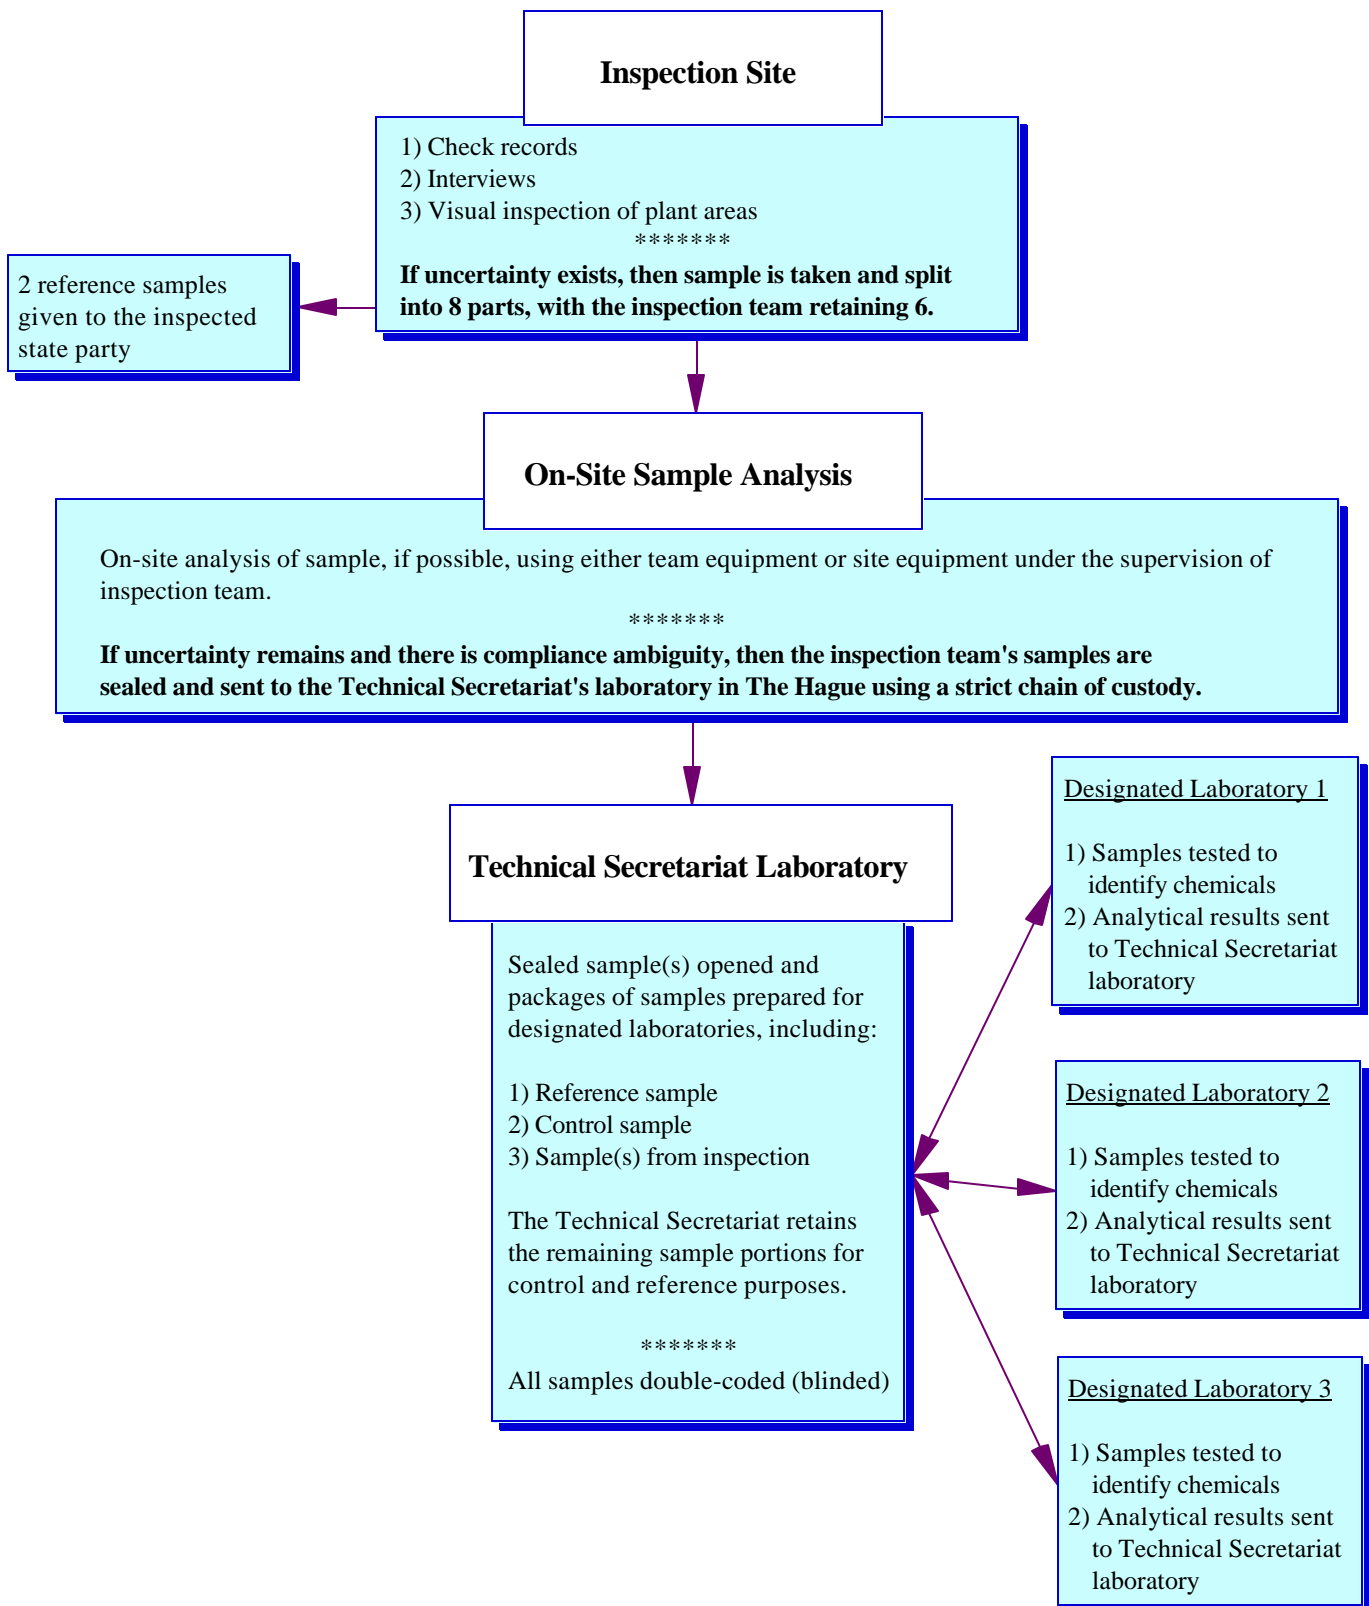 Inspection Site
1) Check records
2) Interviews
3) Visual inspection of plant areas
*******
If uncertainty exists, then sample is taken and split
into 8 parts, with the inspection team retaining 6.
2 reference samples
given to the inspected
state party
On-Site Sample Analysis
On-site analysis of sample, if possible, using either team equipment or site equipment under the supervision of
inspection team.
*******
If uncertainty remains and there is compliance ambiguity, then the inspection team's samples are
sealed and sent to the Technical Secretariat's laboratory in The Hague using a strict chain of custody.
Technical Secretariat Laboratory
Sealed sample(s) opened and
packages of samples prepared for
designated laboratories, including:
1) Reference sample
2) Control sample
3) Sample(s) from inspection
The Technical Secretariat retains
the remaining sample portions for
control and reference purposes.
*******
All samples double-coded (blinded)
Designated Laboratory 1
1) Samples tested to
identify chemicals
2) Analytical results sent
to Technical Secretariat
laboratory
Designated Laboratory 2
1) Samples tested to
identify chemicals
2) Analytical results sent
to Technical Secretariat
laboratory
Designated Laboratory 3
1) Samples tested to
identify chemicals
2) Analytical results sent
to Technical Secretariat
laboratory